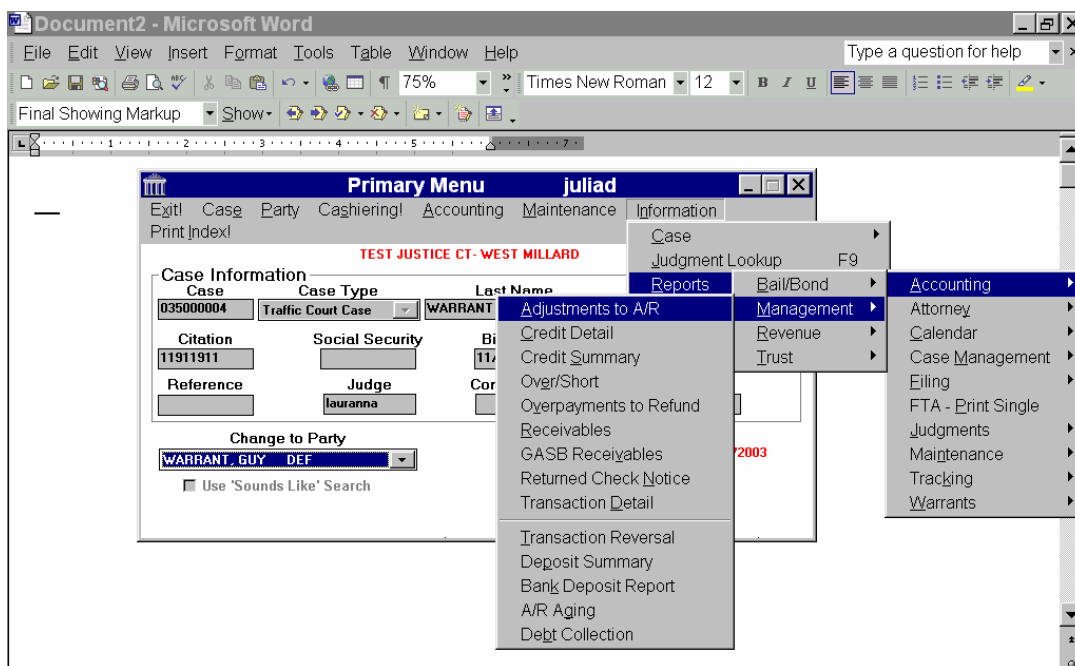 Document2 - Microsoft Word
File Edit View Insert Format Tools Table Window Help Type a question for help
75% Times New Roman 12 B I U
Final Showing Markup Show
1 2 3 4 5 7
Primary Menu juliad
Exit! Case Party Cashiering! Accounting Maintenance Information
Print Index!
TEST JUSTICE CT- WEST MILLARD
Case Information
Case Case Type Last Name
035000004 Traffic Court Case WARRANT
Citation Social Security
11911911
Reference Judge
lauranna
Change to Party
WARRANT, GUY DEF
2003
Use 'Sounds Like' Search
Case
Judgment Lookup F9
Reports
Bail/Bond
Management
Revenue
Trust
Accounting
Attorney
Calendar
Case Management
Filing
FTA - Print Single
Judgments
Maintenance
Tracking
Warrants
Adjustments to A/R
Credit Detail
Credit Summary
Over/Short
Overpayments to Refund
Receivables
GASB Receivables
Returned Check Notice
Transaction Detail
Transaction Reversal
Deposit Summary
Bank Deposit Report
A/R Aging
Debt Collection